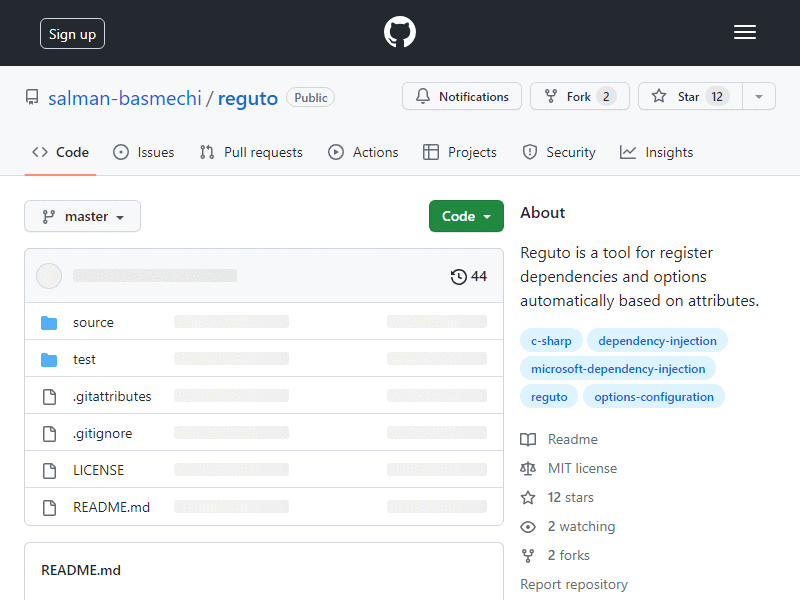 Sign up
salman-basmechi / reguto Public
Notifications Fork 2 Star 12
Code Issues Pull requests Actions Projects Security Insights
master
Code
44
source
test
.gitattributes
.gitignore
LICENSE
README.md
README.md
About
Reguto is a tool for register
dependencies and options
automatically based on attributes.
c-sharp dependency-injection
microsoft-dependency-injection
reguto options-configuration
Readme
MIT license
12 stars
2 watching
2 forks
Report repository